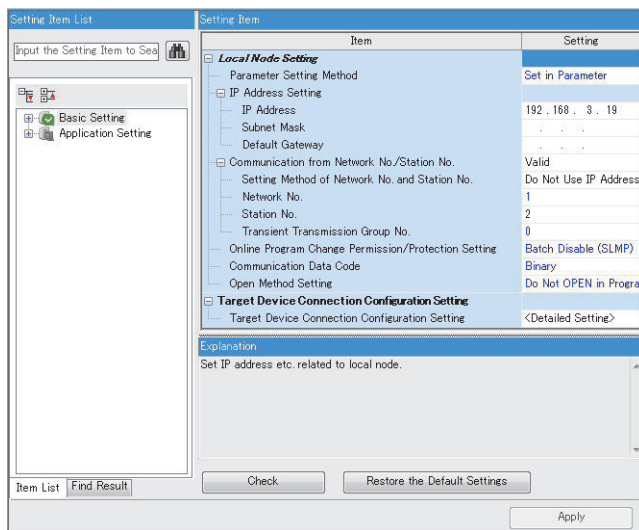 Setting Item List
Input the Setting Item to Sea
Basic Setting
Application Setting
Item List
Find Result
Setting Item
Item Setting
Local Node Setting
Parameter Setting Method Set in Parameter
IP Address Setting
IP Address 192 . 168 . 3 . 19
Subnet Mask . . .
Default Gateway . . .
Communication from Network No./Station No. Valid
Setting Method of Network No. and Station No. Do Not Use IP Address
Network No. 1
Station No. 2
Transient Transmission Group No. 0
Online Program Change Permission/Protection Setting Batch Disable (SLMP)
Communication Data Code Binary
Open Method Setting Do Not OPEN in Progra
Target Device Connection Configuration Setting
Target Device Connection Configuration Setting <Detailed Setting>
Explanation
Set IP address etc. related to local node.
Check
Restore the Default Settings
Apply